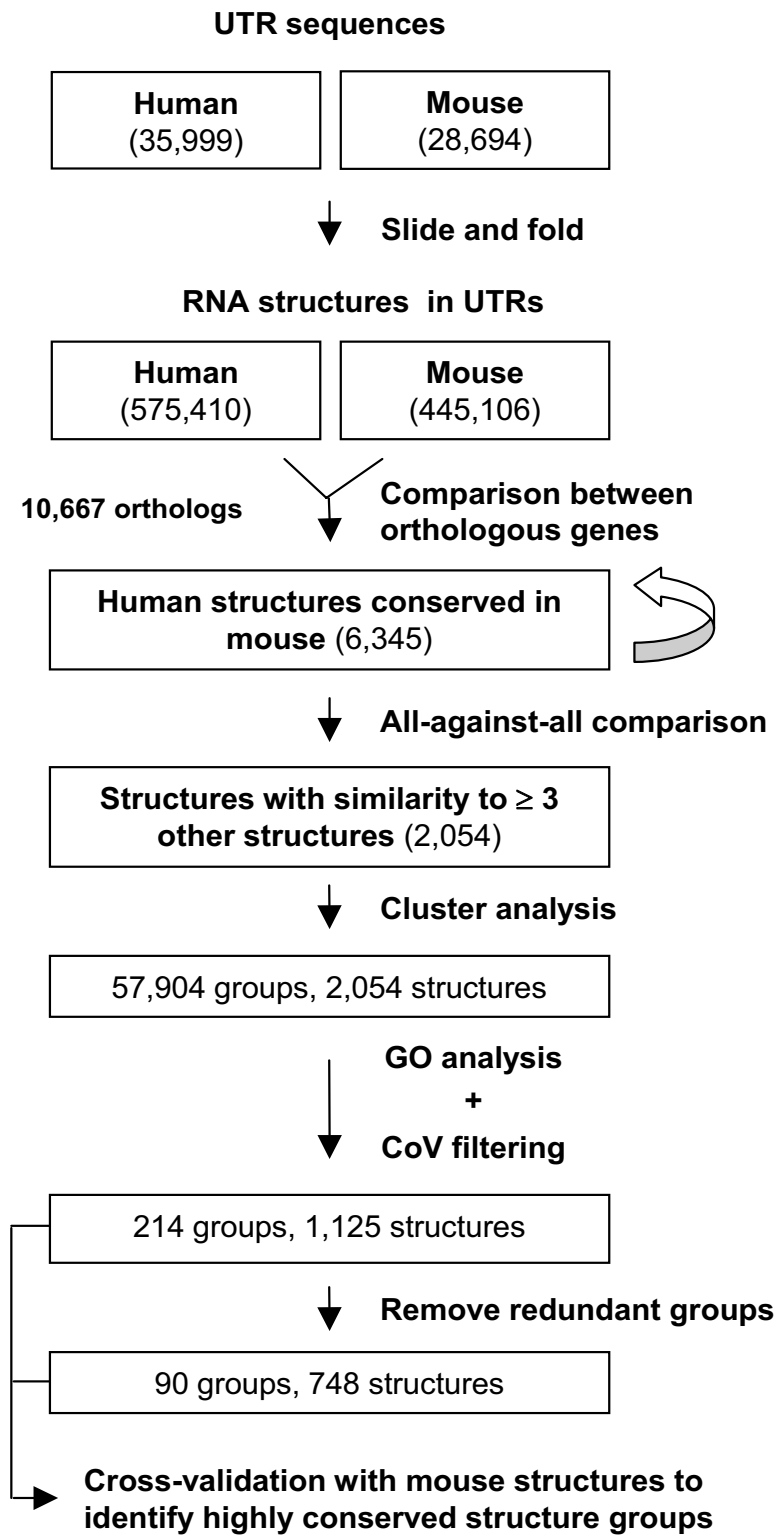 UTR sequences
Human
(35,999)
Mouse
(28,694)
Slide and fold
RNA structures in UTRs
Human
(575,410)
Mouse
(445,106)
10,667 orthologs
Comparison between
orthologous genes
Human structures conserved in
mouse (6,345)
All-against-all comparison
Structures with similarity to ≥ 3
other structures (2,054)
Cluster analysis
57,904 groups, 2,054 structures
GO analysis
+
CoV filtering
214 groups, 1,125 structures
Remove redundant groups
90 groups, 748 structures
Cross-validation with mouse structures to
identify highly conserved structure groups